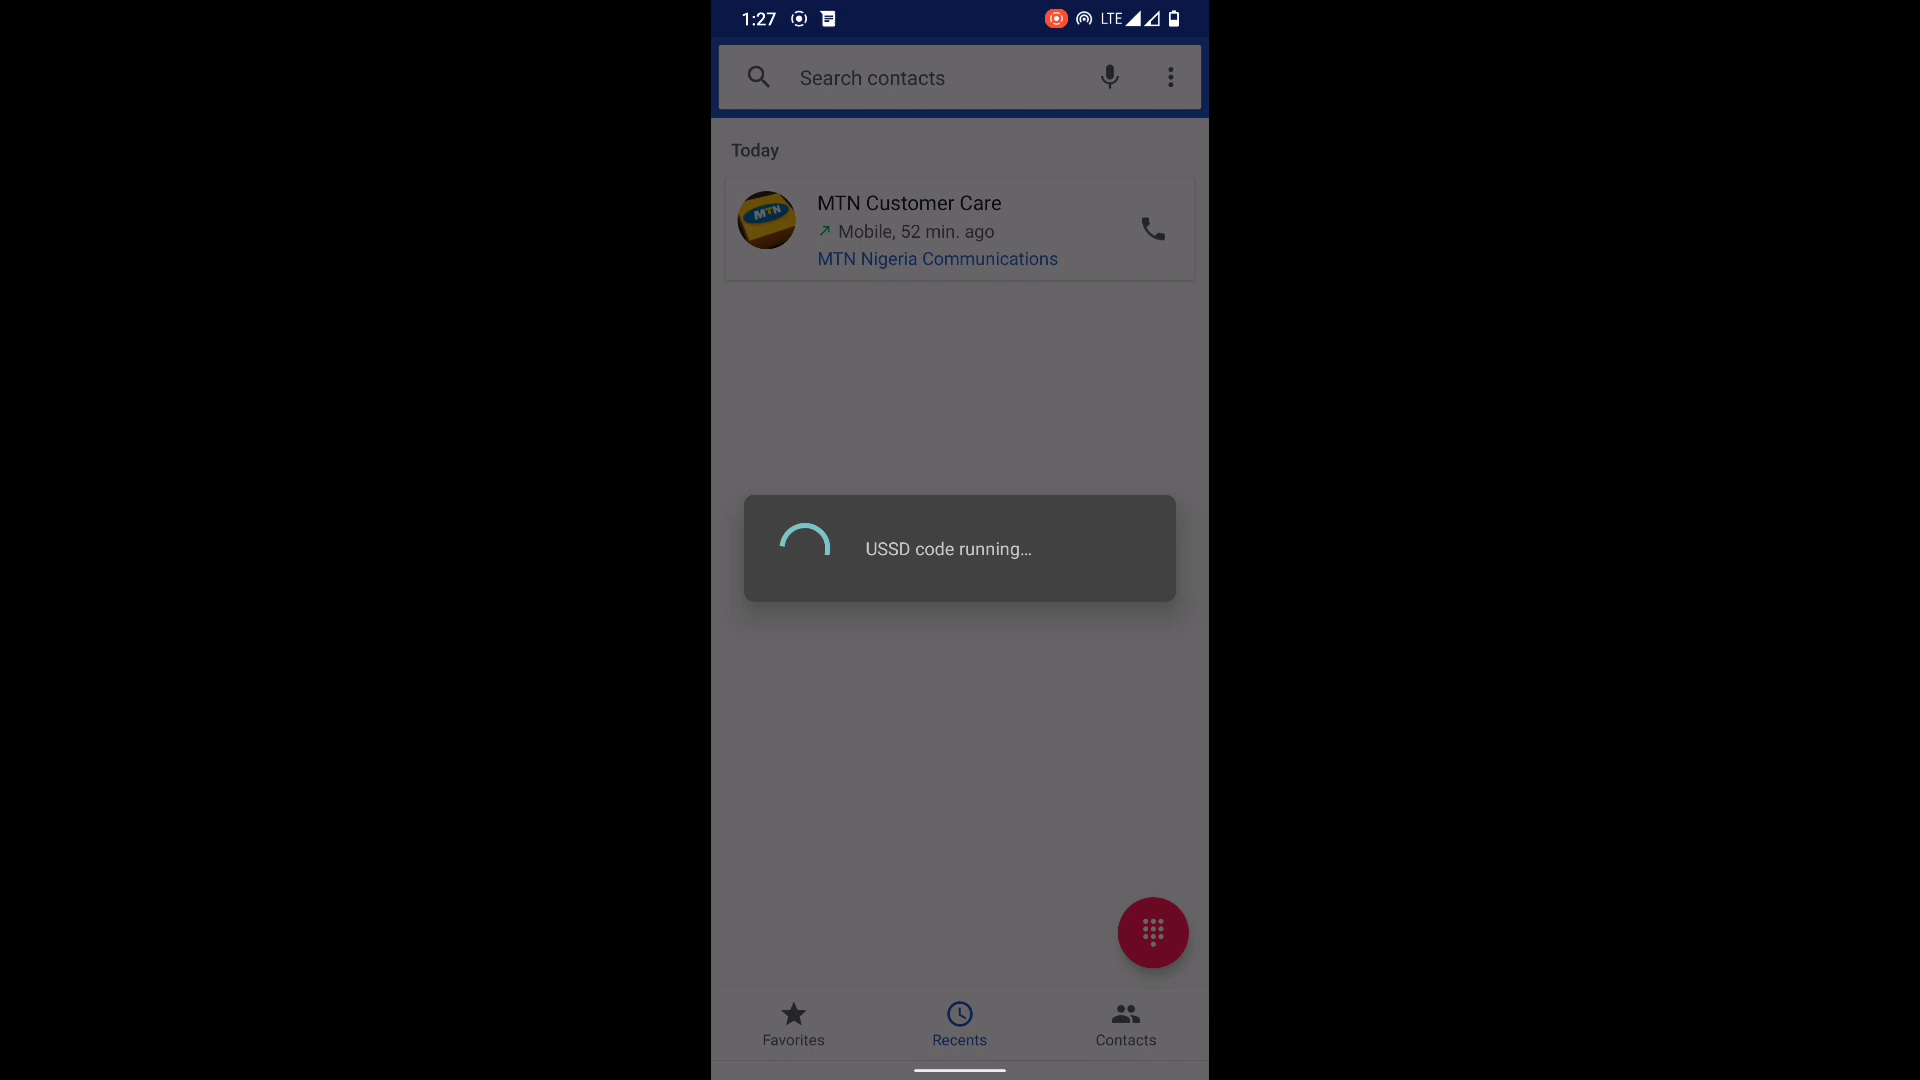 1:27
LTE
Search contacts
Today
MTN
MTN Customer Care
Mobile, 52 min. ago
MTN Nigeria Communications
USSD code running...
Favorites
Recents
Contacts